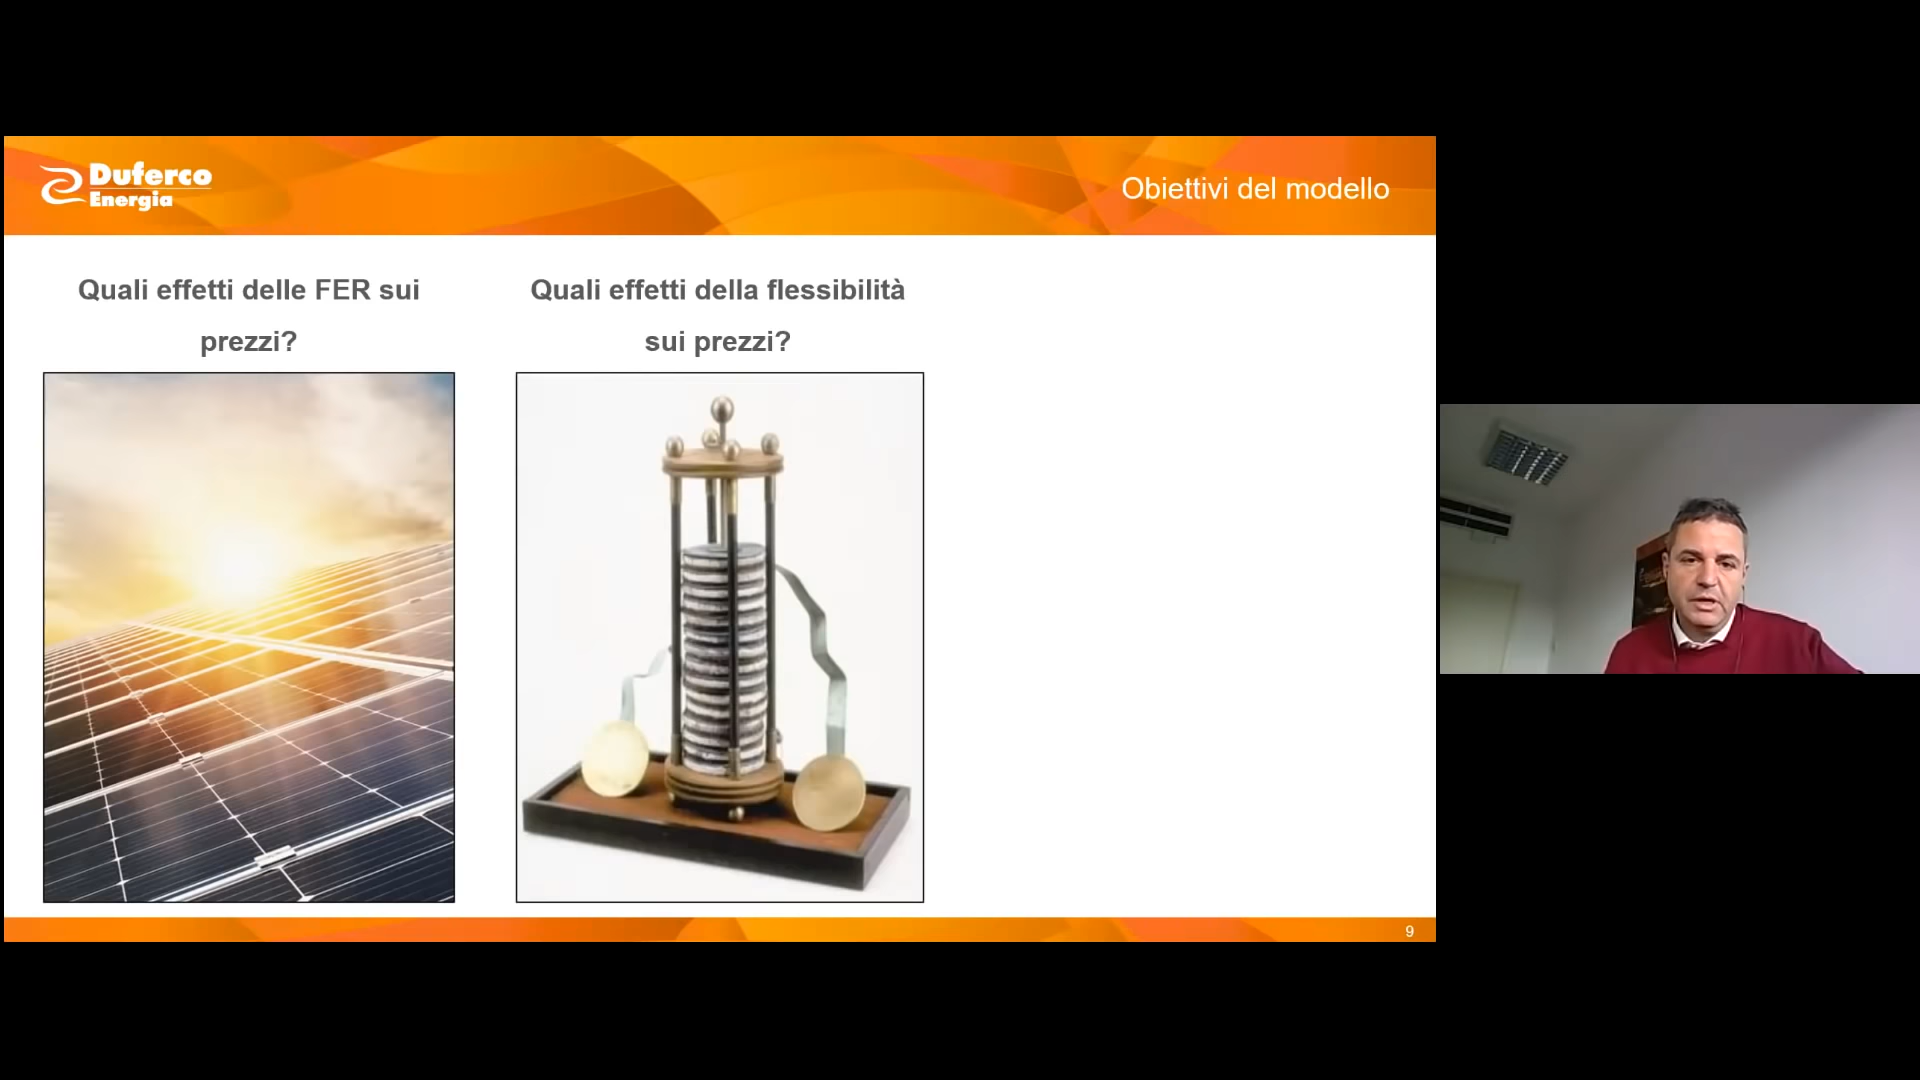 Duferco
Energia
Obiettivi del modello
Quali effetti delle FER sui
prezzi?
Quali effetti della flessibilità
sui prezzi?
9